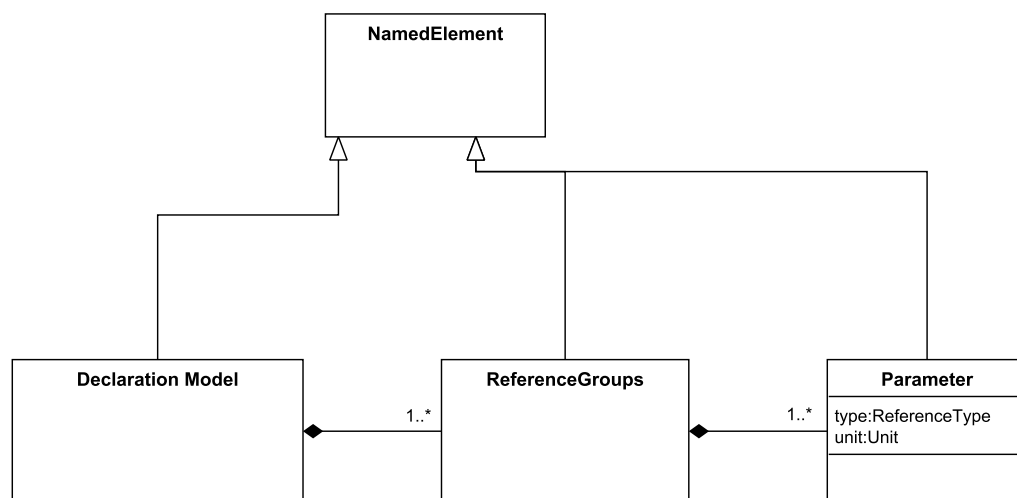 NamedElement
Declaration Model
ReferenceGroups
Parameter
1..*
1..*
type:ReferenceType
unit:Unit